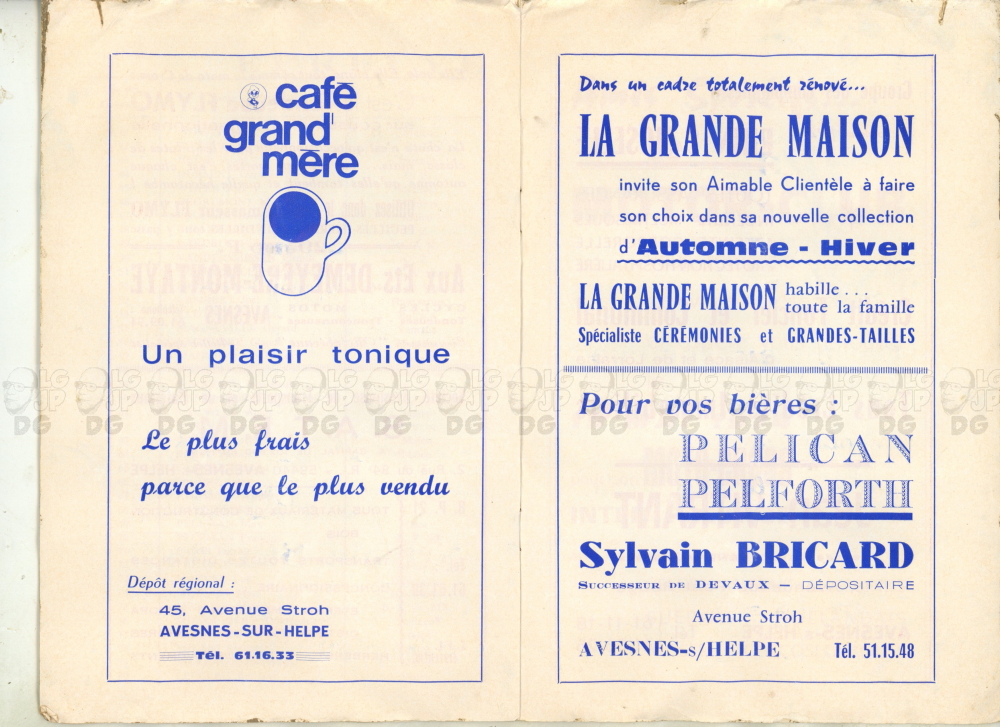 café
grand'
mère
Un plaisir tonique
Le plus frais
parce que le plus vendu
Dépôt régional :
45, Avenue Stroh
AVESNES-SUR-HELPE
Tél. 61.16.33
Dans un cadre totalement rénové...
LA GRANDE MAISON
invite son Aimable Clientèle à faire
son choix dans sa nouvelle collection
d'Automne - Hiver
LA GRANDE MAISON habille ...
toute la famille
Spécialiste CÉRÉMONIES et GRANDES-TAILLES
Pour vos bières :
PELICAN
PELFORTH
Sylvain BRICARD
SUCCESSEUR DE DEVAUX — DÉPOSITAIRE
Avenue Stroh
AVESNES-s/HELPE Tél. 51.15.48